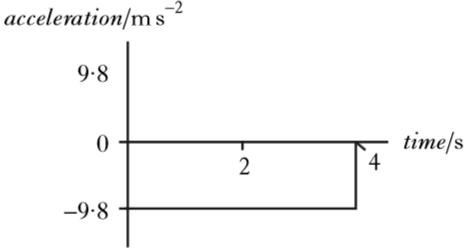 acceleration/m s⁻²
9·8
0
time/s
2
4
–9·8